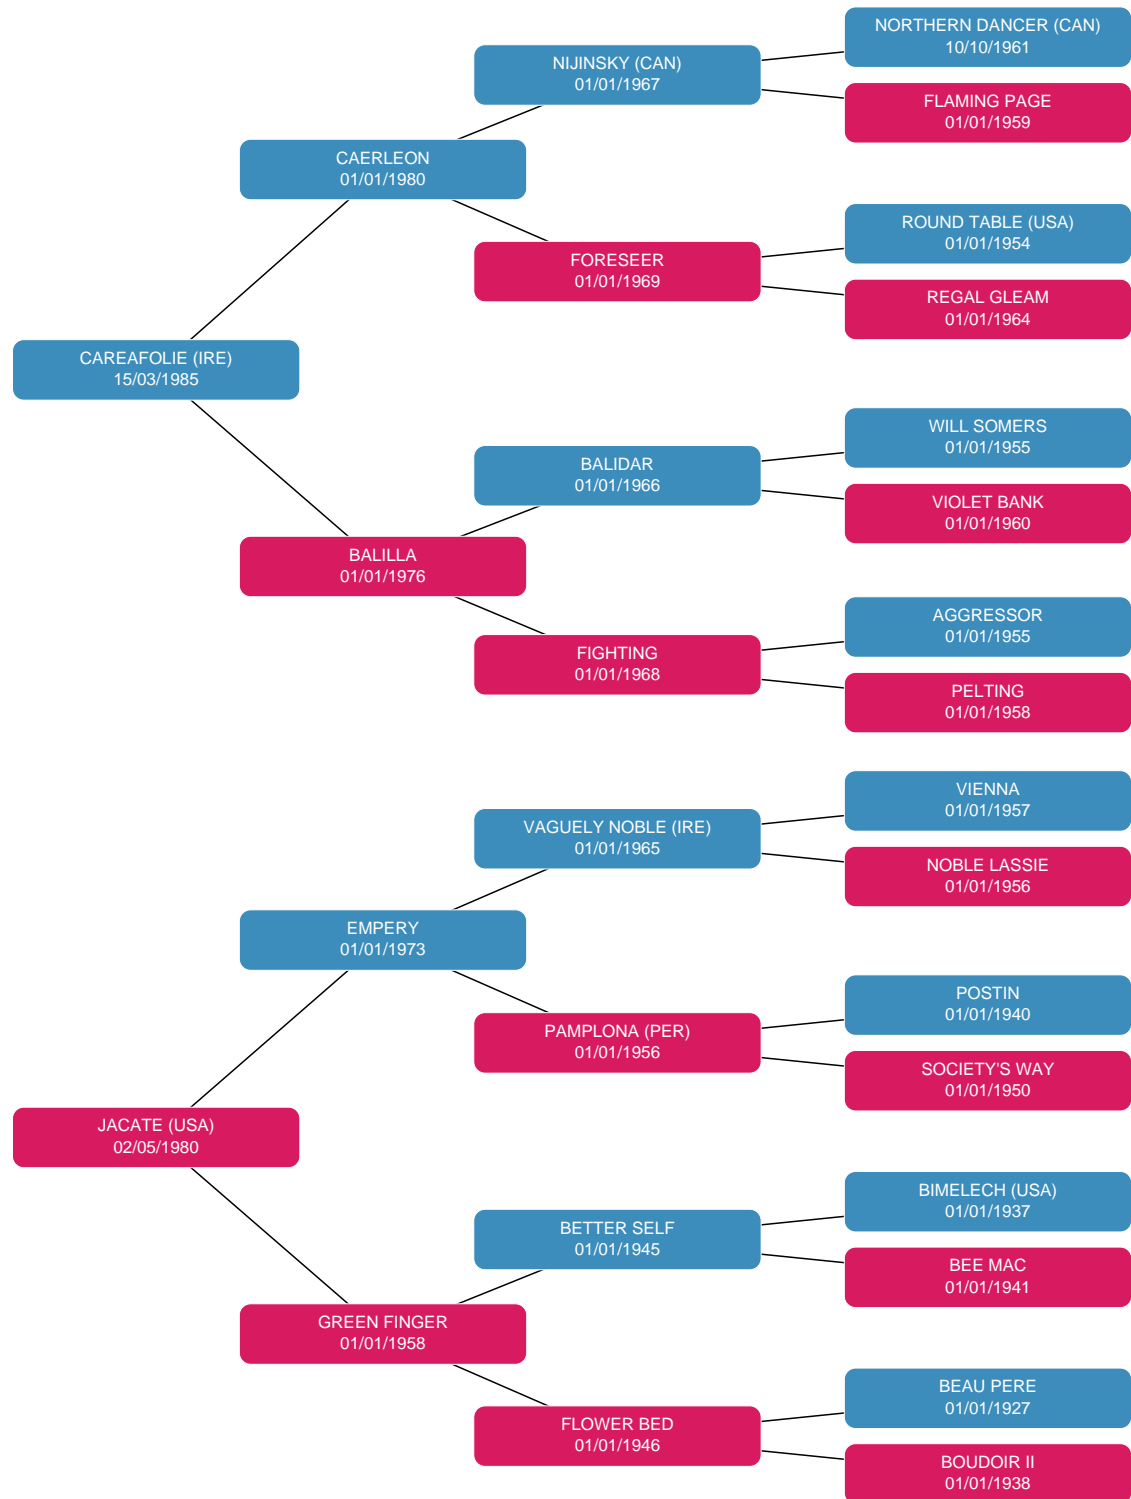 NORTHERN DANCER (CAN)
10/10/1961
NIJINSKY (CAN)
01/01/1967
FLAMING PAGE
01/01/1959
CAERLEON
01/01/1980
ROUND TABLE (USA)
01/01/1954
FORESEER
01/01/1969
REGAL GLEAM
01/01/1964
CAREAFOLIE (IRE)
15/03/1985
WILL SOMERS
01/01/1955
BALIDAR
01/01/1966
VIOLET BANK
01/01/1960
BALILLA
01/01/1976
AGGRESSOR
01/01/1955
FIGHTING
01/01/1968
PELTING
01/01/1958
VIENNA
01/01/1957
VAGUELY NOBLE (IRE)
01/01/1965
NOBLE LASSIE
01/01/1956
EMPERY
01/01/1973
POSTIN
01/01/1940
PAMPLONA (PER)
01/01/1956
SOCIETY'S WAY
01/01/1950
JACATE (USA)
02/05/1980
BIMELECH (USA)
01/01/1937
BETTER SELF
01/01/1945
BEE MAC
01/01/1941
GREEN FINGER
01/01/1958
BEAU PERE
01/01/1927
FLOWER BED
01/01/1946
BOUDOIR II
01/01/1938